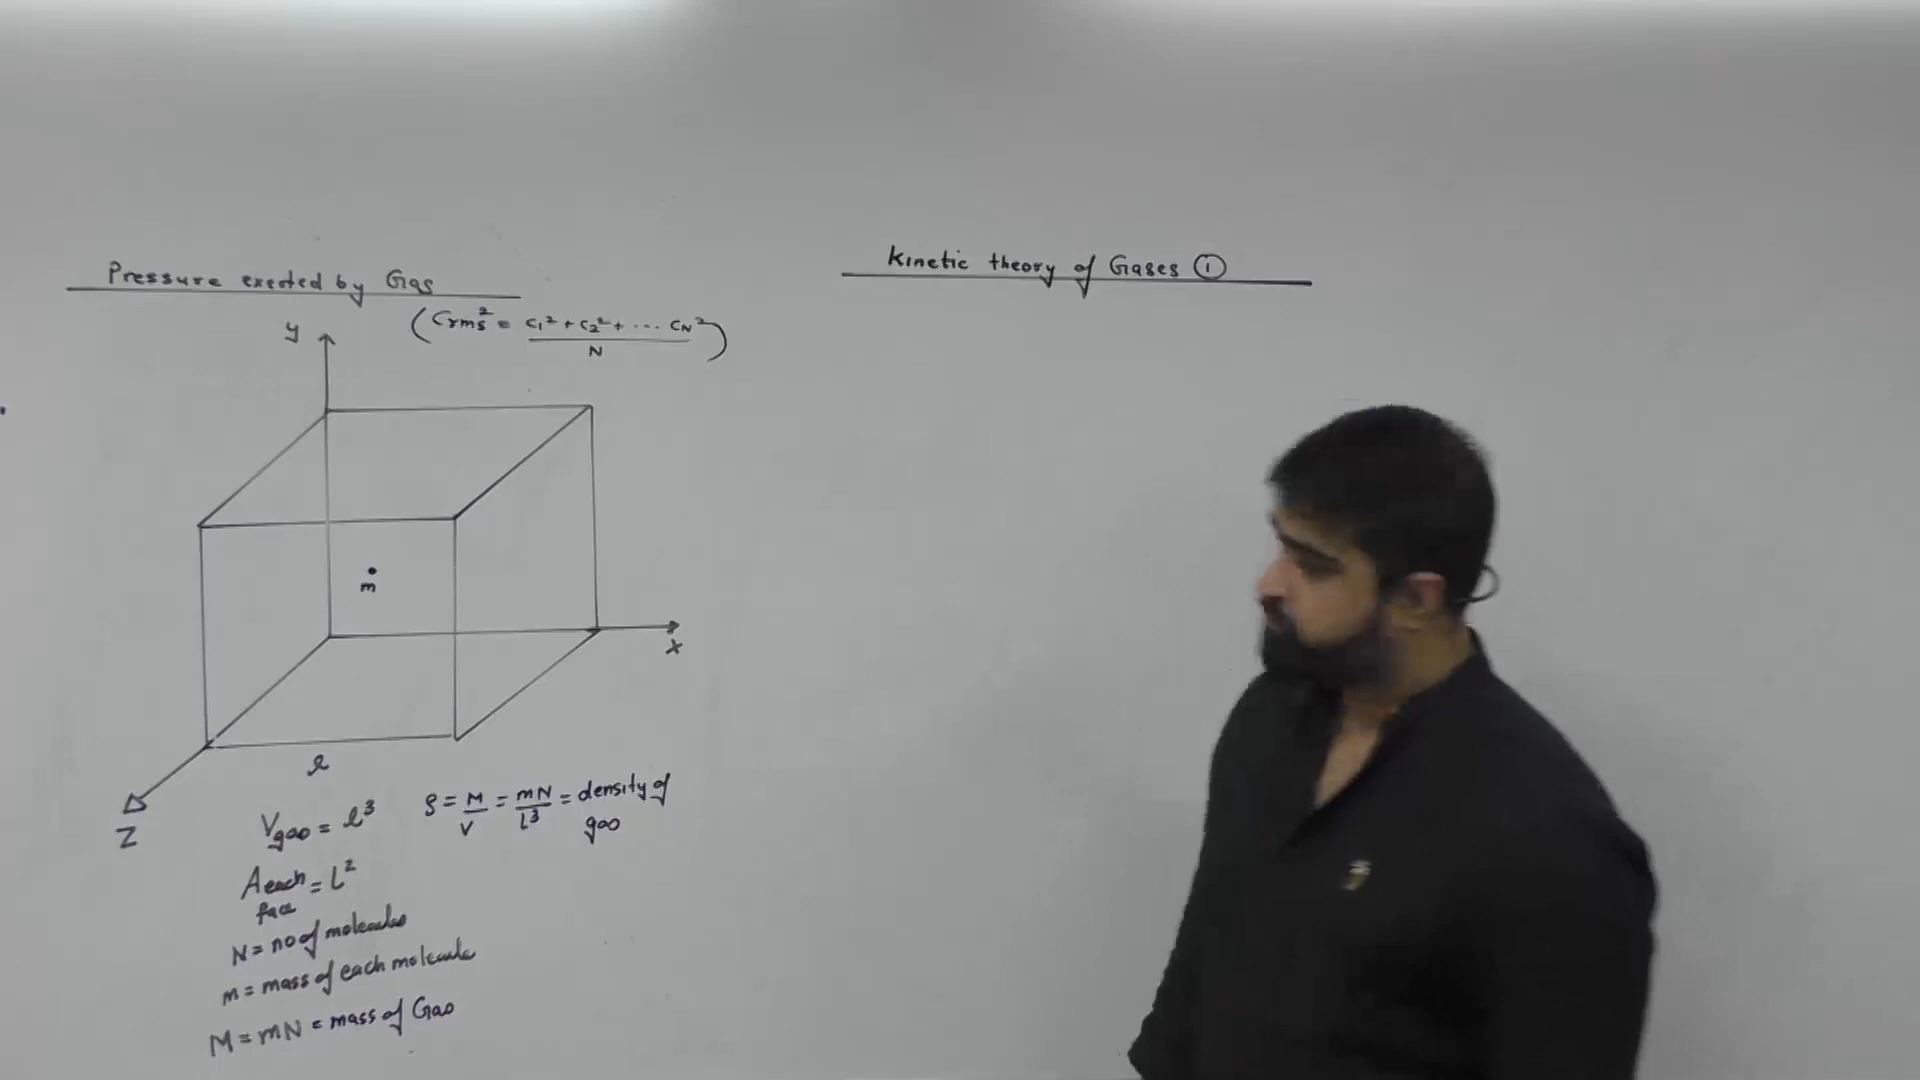 Pressure exerted by Gas
(Crms² = C₁² + C₂² + ... CN² / N)
y
m
x
l
Z
Vgas = l³
ρ = M/V = mN/L³ = density of gas
Aeach face = L²
N = no of molecules
m = mass of each molecule
M = mN = mass of Gas
Kinetic theory of Gases ①